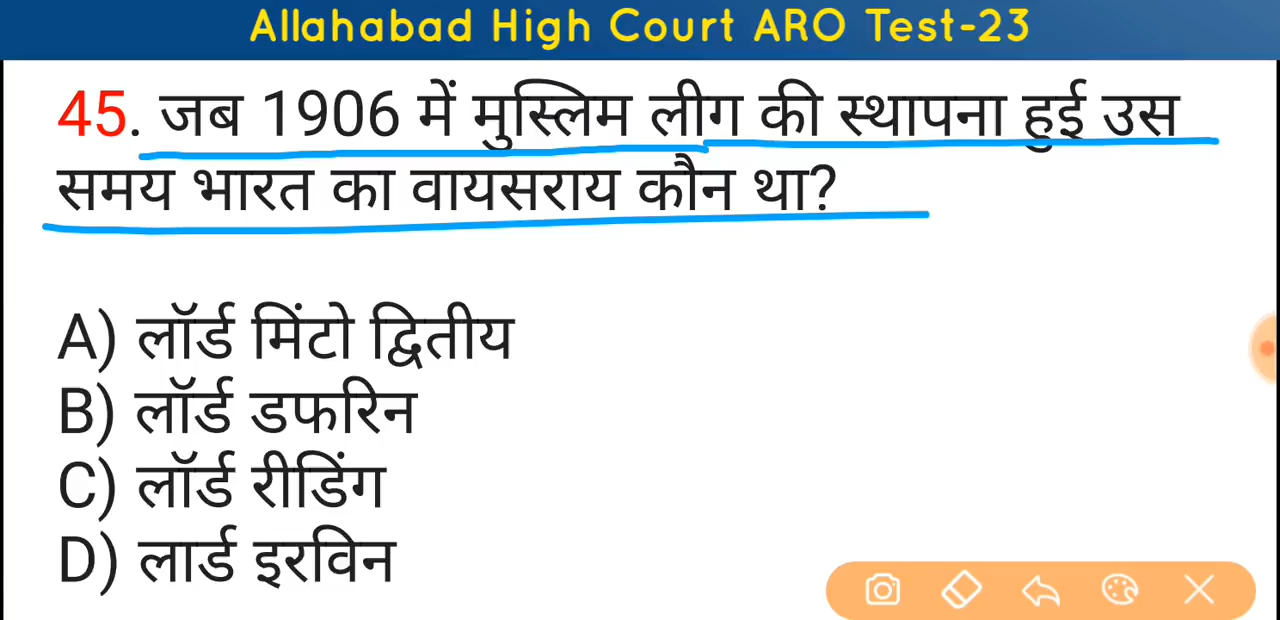 Allahabad High Court ARO Test-23
45. जब 1906 में मुस्लिम लीग की स्थापना हुई उस
समय भारत का वायसराय कौन था?
A) लॉर्ड मिंटो द्वितीय
B) लॉर्ड डफरिन
C) लॉर्ड रीडिंग
D) लार्ड इरविन